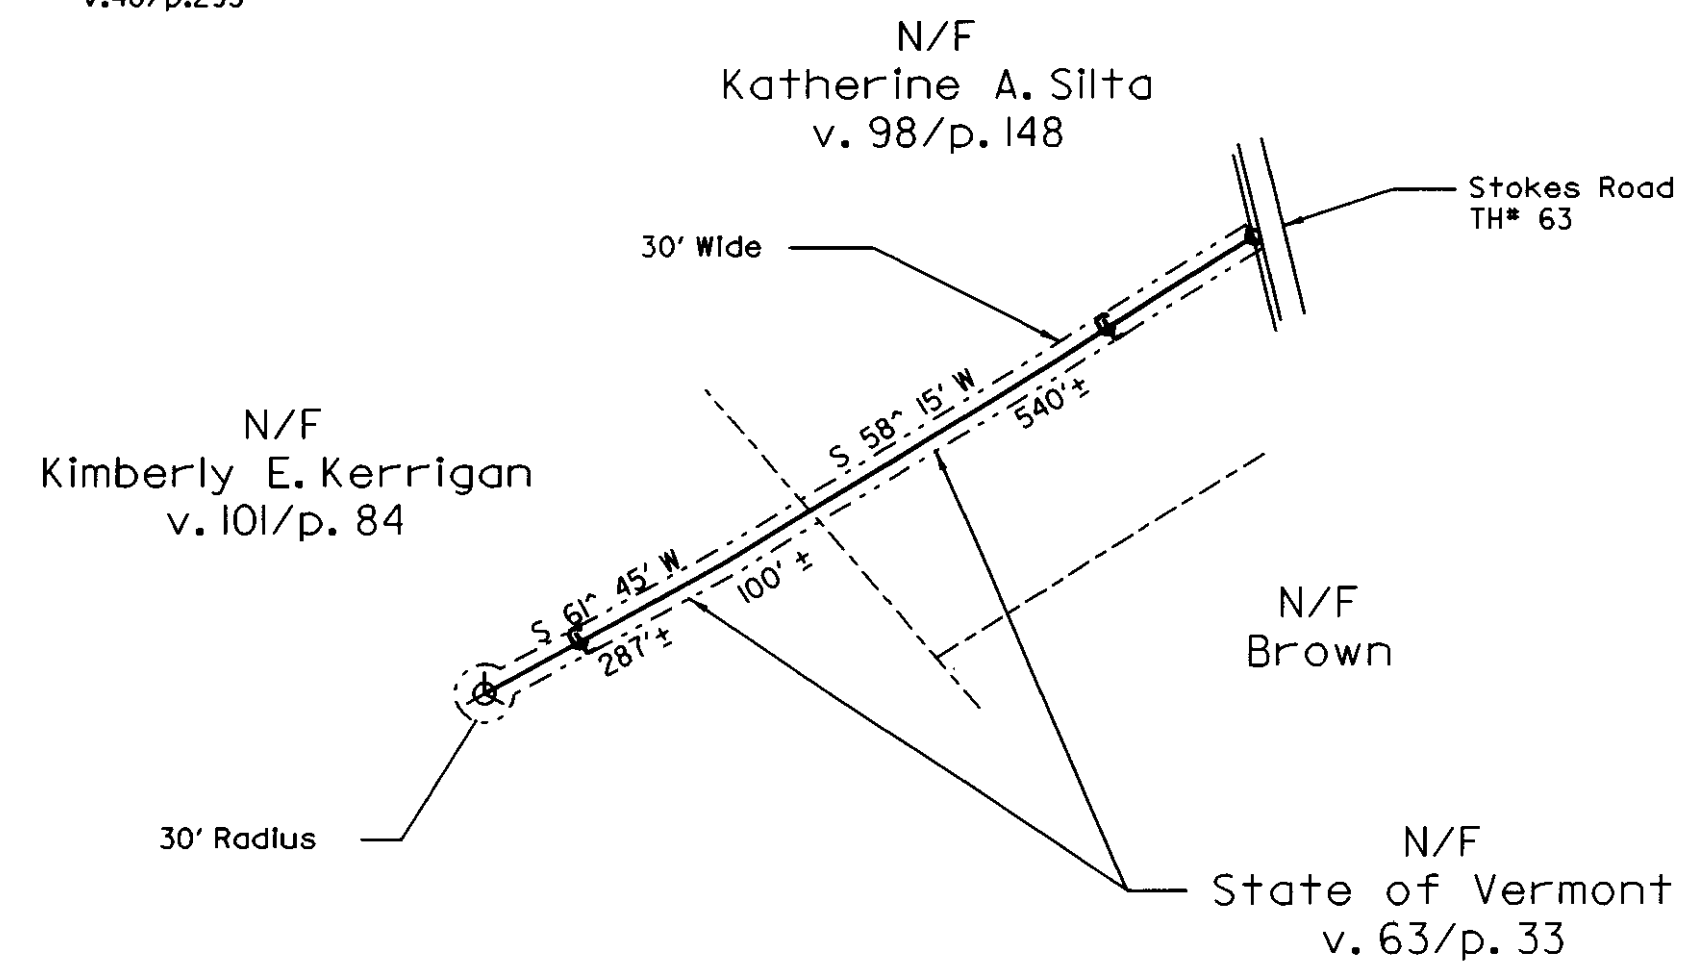 v.40/p.
N/F
Katherine A. Silta
v. 98/p. 148
Stokes Road
TH# 63
30' Wide
S 58^ 15' W
540'±
N/F
Kimberly E. Kerrigan
v. 101/p. 84
S 61^ 45' W
100' ±
287'±
N/F
Brown
30' Radius
N/F
State of Vermont
v. 63/p. 33